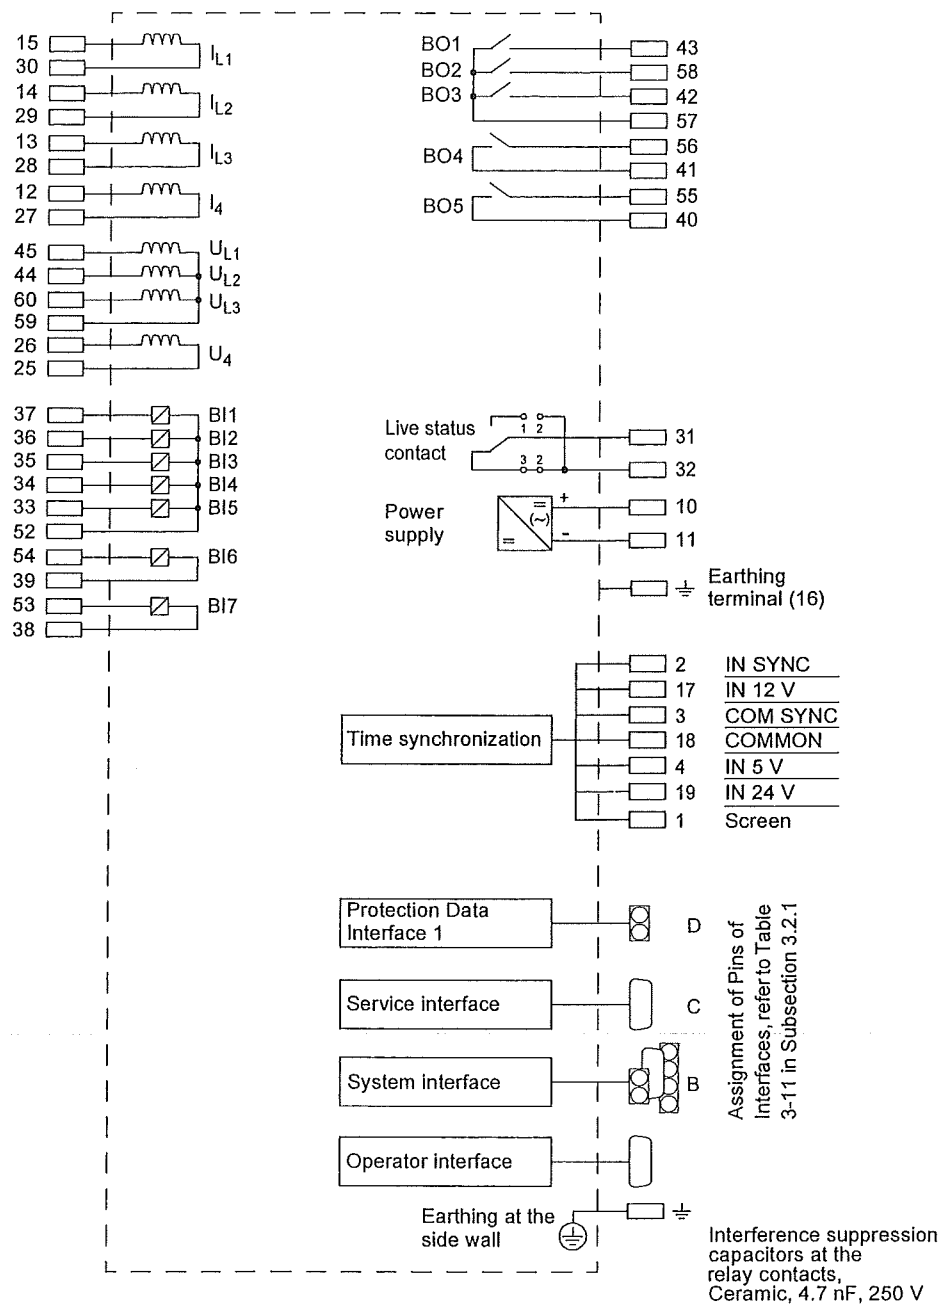 15
30
I_L1
14
29
I_L2
13
28
I_L3
12
27
I_4
45
U_L1
44
U_L2
60
U_L3
59
26
25
U_4
37
BI1
36
BI2
35
BI3
34
BI4
33
BI5
52
54
BI6
39
53
BI7
38
BO1
43
BO2
58
BO3
42
57
56
BO4
41
55
BO5
40
Live status
contact
1 2
3 2
31
32
Power
supply
=
(~)
=
+
-
10
11
Earthing
terminal (16)
Time synchronization
2 IN SYNC
17 IN 12 V
3 COM SYNC
18 COMMON
4 IN 5 V
19 IN 24 V
1 Screen
Protection Data
Interface 1
D
Service interface
C
System interface
B
Operator interface
Assignment of Pins of
Interfaces, refer to Table
3-11 in Subsection 3.2.1
Earthing at the
side wall
Interference suppression
capacitors at the
relay contacts,
Ceramic, 4.7 nF, 250 V